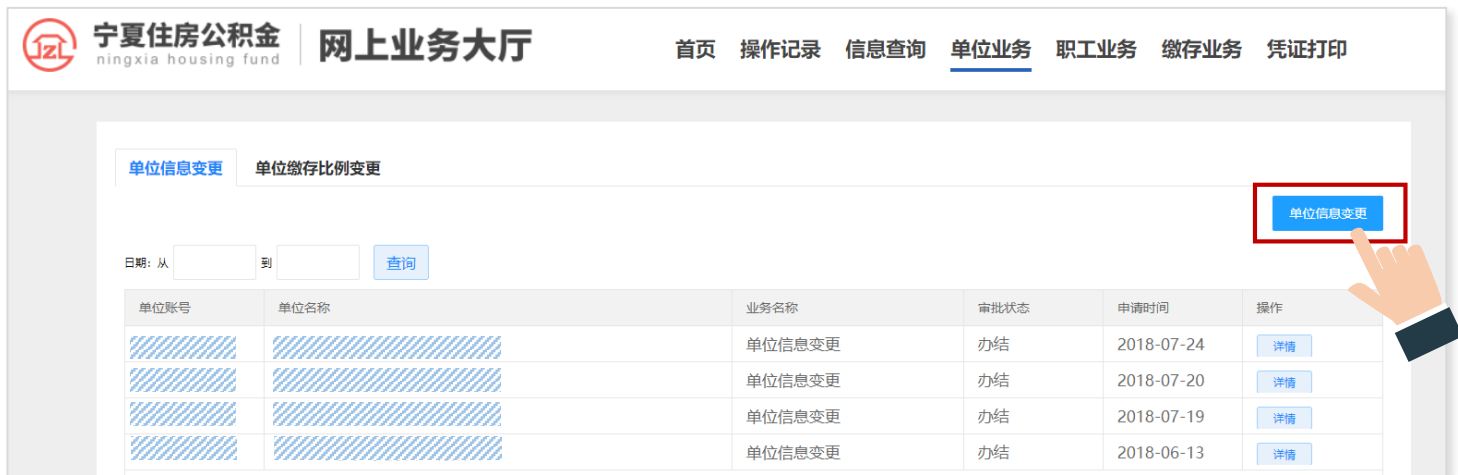 宁夏住房公积金
ningxia housing fund
网上业务大厅
首页 操作记录 信息查询 单位业务 职工业务 缴存业务 凭证打印
单位信息变更 单位缴存比例变更
单位信息变更
日期：从 到 查询
单位账号 单位名称 业务名称 审批状态 申请时间 操作
单位信息变更 办结 2018-07-24 详情
单位信息变更 办结 2018-07-20 详情
单位信息变更 办结 2018-07-19 详情
单位信息变更 办结 2018-06-13 详情